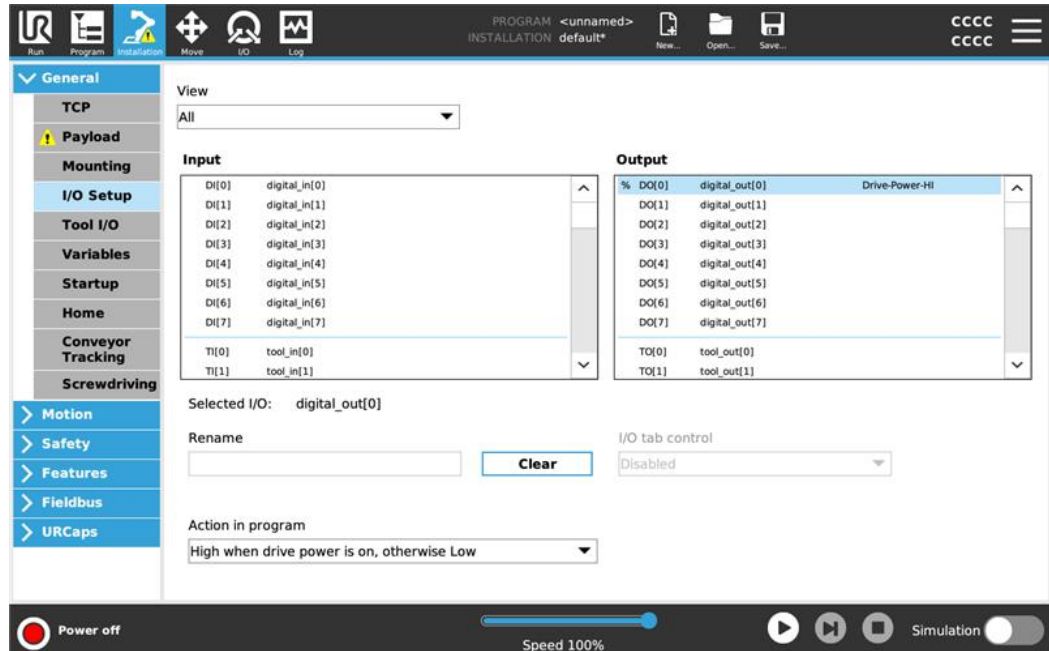 UR
Run
Program
Installation
Move
I/O
Log
PROGRAM <unnamed>
INSTALLATION default*
New...
Open...
Save...
CCCC
CCCC
General
TCP
Payload
Mounting
I/O Setup
Tool I/O
Variables
Startup
Home
Conveyor
Tracking
Screwdriving
Motion
Safety
Features
Fieldbus
URCaps
View
All
Input
DI[0] digital_in[0]
DI[1] digital_in[1]
DI[2] digital_in[2]
DI[3] digital_in[3]
DI[4] digital_in[4]
DI[5] digital_in[5]
DI[6] digital_in[6]
DI[7] digital_in[7]
TI[0] tool_in[0]
TI[1] tool_in[1]
Output
% DO[0] digital_out[0] Drive-Power-HI
DO[1] digital_out[1]
DO[2] digital_out[2]
DO[3] digital_out[3]
DO[4] digital_out[4]
DO[5] digital_out[5]
DO[6] digital_out[6]
DO[7] digital_out[7]
TO[0] tool_out[0]
TO[1] tool_out[1]
Selected I/O: digital_out[0]
Rename
Clear
I/O tab control
Disabled
Action in program
High when drive power is on, otherwise Low
Power off
Speed 100%
Simulation